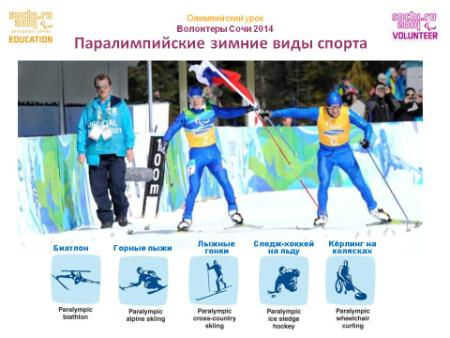 Олимпийский урок
Волонтеры Сочи 2014
Паралимпийские зимние виды спорта
sochi.ru
2014
EDUCATION
sochi.ru
2014
VOLUNTEER
100m
Биатлон
Горные лыжи
Лыжные
гонки
Следж-хоккей
на льду
Кёрлинг на
колясках
Paralympic
biathlon
Paralympic
alpine skiing
Paralympic
cross-country
skiing
Paralympic
ice sledge
hockey
Paralympic
wheelchair
curling